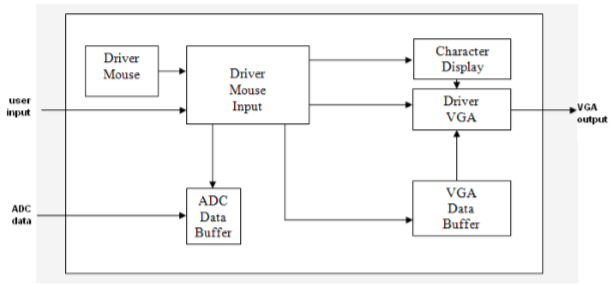 Driver
Mouse
Driver
Mouse
Input
Character
Display
Driver
VGA
user
input
VGA
output
ADC
data
ADC
Data
Buffer
VGA
Data
Buffer